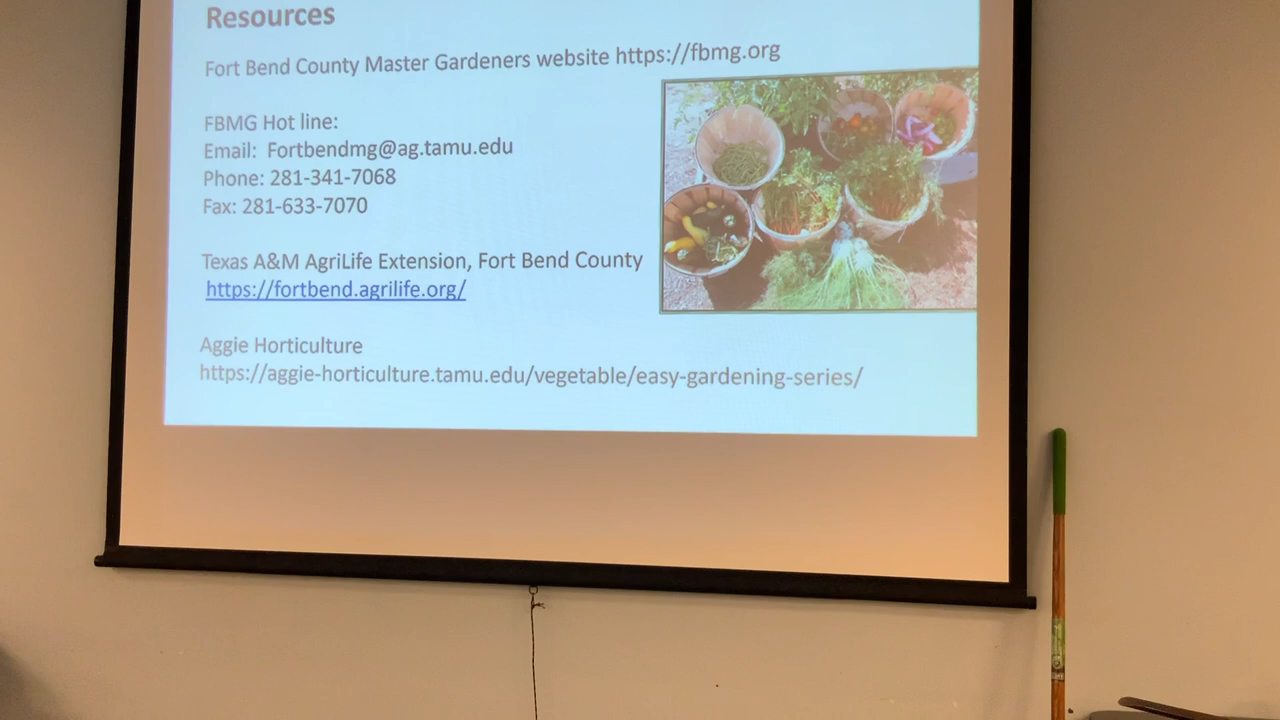 Resources
Fort Bend County Master Gardeners website https://fbmg.org
FBMG Hot line:
Email: Fortbendmg@ag.tamu.edu
Phone: 281-341-7068
Fax: 281-633-7070
Texas A&M AgriLife Extension, Fort Bend County
https://fortbend.agrilife.org/
Aggie Horticulture
https://aggie-horticulture.tamu.edu/vegetable/easy-gardening-series/